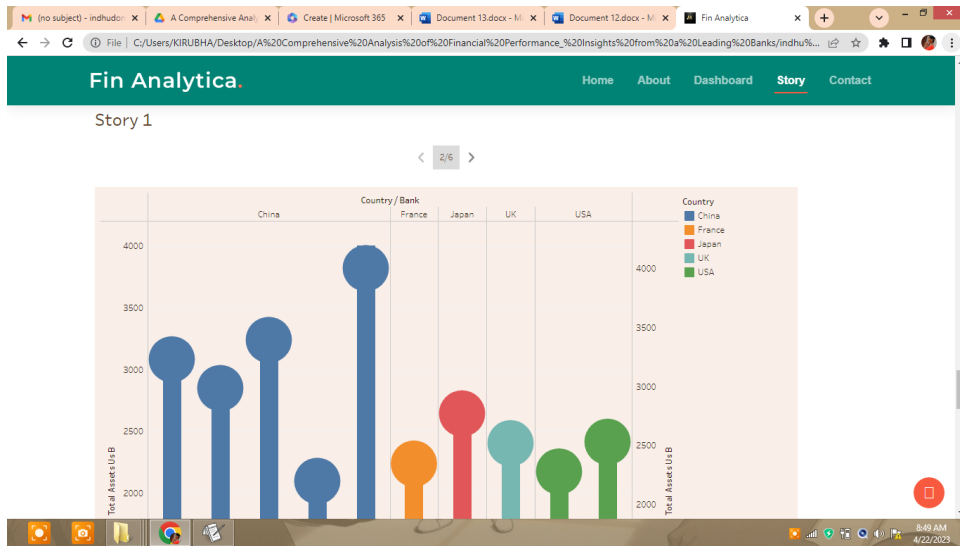 (no subject) - indhudor
A Comprehensive Analy
Create | Microsoft 365
Document 13.docx - Mi
Document 12.docx - Mi
Fin Analytica
File | C:/Users/KIRUBHA/Desktop/A%20Comprehensive%20Analysis%20of%20Financial%20Performance_%20Insights%20from%20a%20Leading%20Banks/indhu%...
Fin Analytica.
Home About Dashboard Story Contact
Story 1
2/6
Country / Bank
China France Japan UK USA
4000
3500
3000
2500
2000
Total Assets Us B
4000
3500
3000
2500
2000
Total Assets Us B
Country
China
France
Japan
UK
USA
8:49 AM
4/22/2023